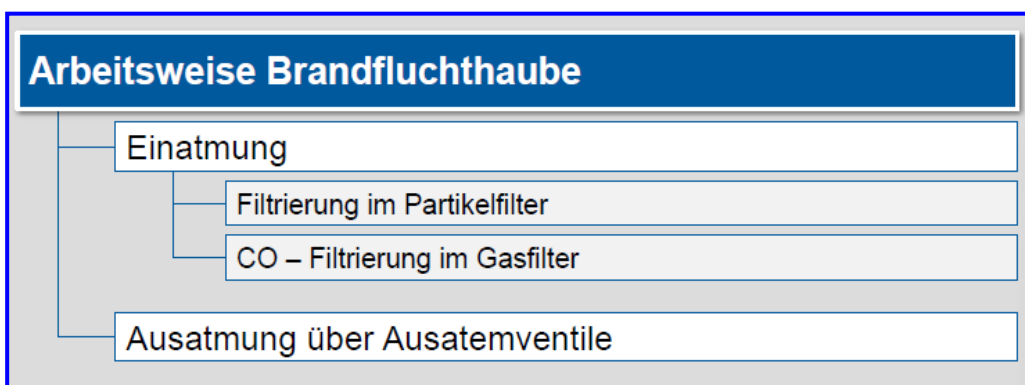 Arbeitsweise Brandfluchthaube
Einatmung
Filtrierung im Partikelfilter
CO – Filtrierung im Gasfilter
Ausatmung über Ausatemventile